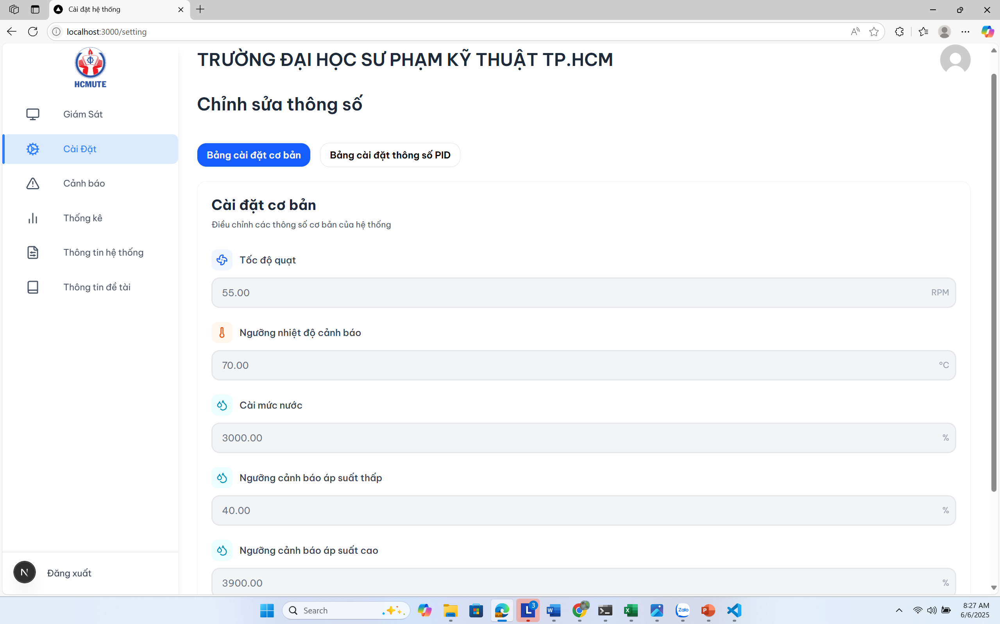 Cài đặt hệ thống
localhost:3000/setting
HCMUTE
Giám Sát
Cài Đặt
Cảnh báo
Thống kê
Thông tin hệ thống
Thông tin đề tài
N
Đăng xuất
TRƯỜNG ĐẠI HỌC SƯ PHẠM KỸ THUẬT TP.HCM
Chỉnh sửa thông số
Bảng cài đặt cơ bản
Bảng cài đặt thông số PID
Cài đặt cơ bản
Điều chỉnh các thông số cơ bản của hệ thống
Tốc độ quạt
55.00 RPM
Ngưỡng nhiệt độ cảnh báo
70.00 °C
Cài mức nước
3000.00 %
Ngưỡng cảnh báo áp suất thấp
40.00 %
Ngưỡng cảnh báo áp suất cao
3900.00 %
Search
L 3
W
X
Zalo
P
8:27 AM
6/6/2025